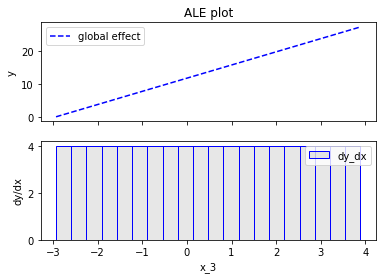 ALE plot
global effect
20
10
0
y
dy_dx
4
2
0
dy/dx
−3 −2 −1 0 1 2 3 4
x_3